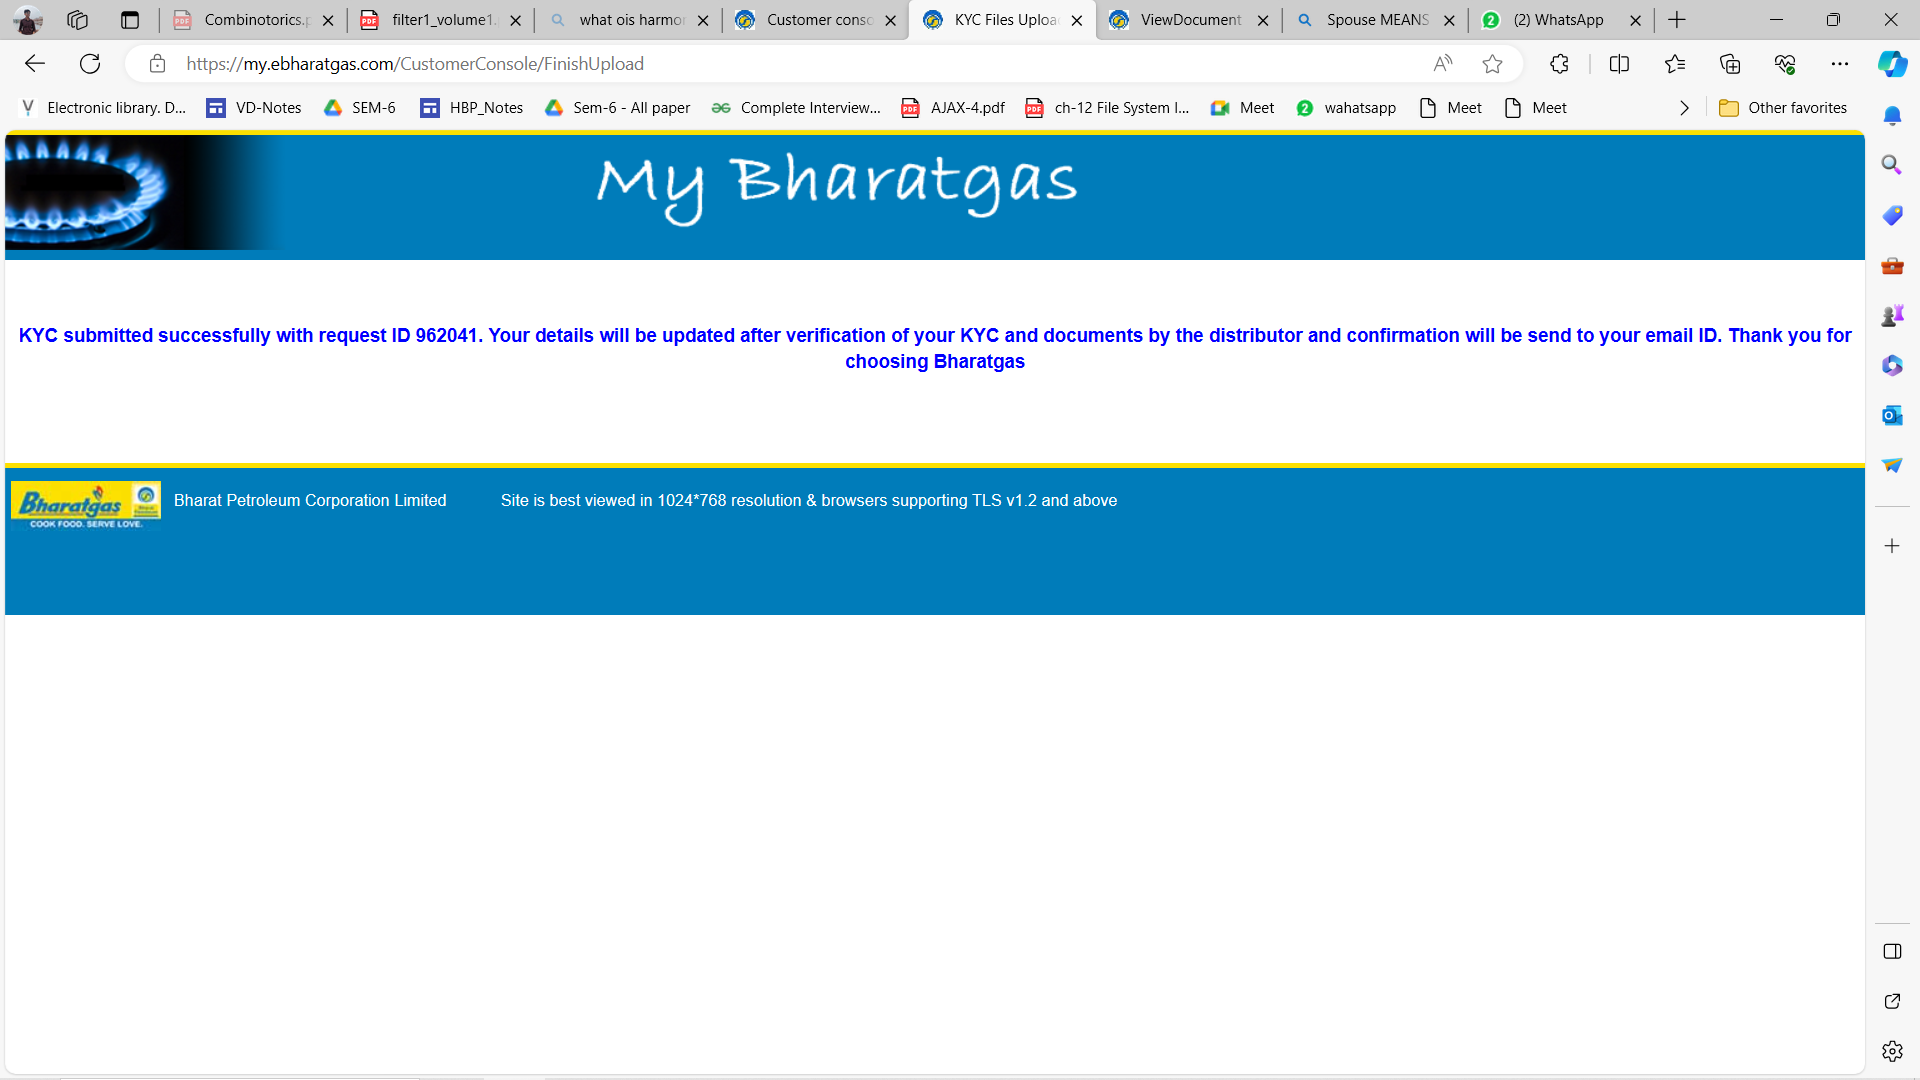 Combinotorics.p
filter1_volume1.
what ois harmor
Customer conso
KYC Files Uploa
ViewDocument
Spouse MEANS
(2) WhatsApp
https://my.ebharatgas.com/CustomerConsole/FinishUpload
Electronic library. D...
VD-Notes
SEM-6
HBP_Notes
Sem-6 - All paper
Complete Interview...
AJAX-4.pdf
ch-12 File System I...
Meet
wahatsapp
Meet
Meet
Other favorites
My Bharatgas
KYC submitted successfully with request ID 962041. Your details will be updated after verification of your KYC and documents by the distributor and confirmation will be send to your email ID. Thank you for
choosing Bharatgas
Bharatgas
COOK FOOD. SERVE LOVE.
Bharat Petroleum Corporation Limited
Site is best viewed in 1024*768 resolution & browsers supporting TLS v1.2 and above